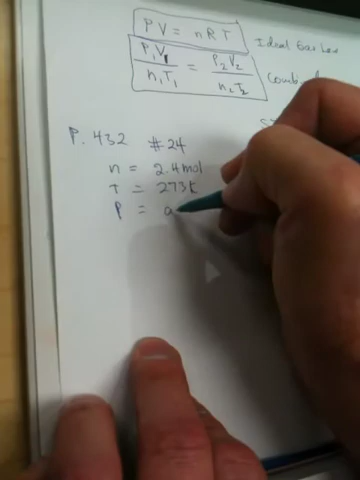 PV = nRT
Ideal Gas Law
P₁V₁ / n₁T₁ = P₂V₂ / n₂T₂
P. 432 #24
n = 2.4 mol
T = 273K
P = a